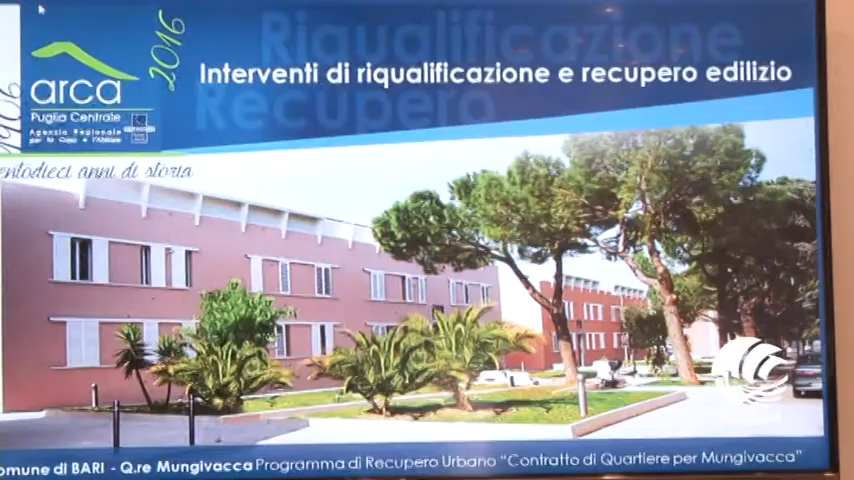 Riqualificazione e
Recupero
Interventi di riqualificazione e recupero edilizio
2016
arca
Puglia Centrale
Agenzia Regionale
per la Casa e l'Abitare
1906
entodieci anni di storia
omune di BARI - Q.re Mungivacca Programma di Recupero Urbano "Contratto di Quartiere per Mungivacca"